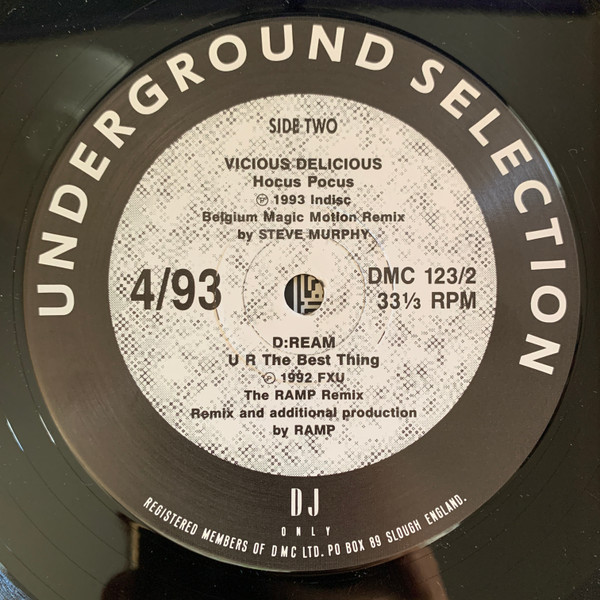 UNDERGROUND SELECTION
SIDE TWO
VICIOUS DELICIOUS
Hocus Pocus
℗ 1993 Indisc
Belgium Magic Motion Remix
by STEVE MURPHY
4/93
DMC 123/2
33⅓ RPM
D:REAM
U R The Best Thing
℗ 1992 FXU
The RAMP Remix
Remix and additional production
by RAMP
DJ
ONLY
REGISTERED MEMBERS OF DMC LTD. PO BOX 89 SLOUGH ENGLAND.